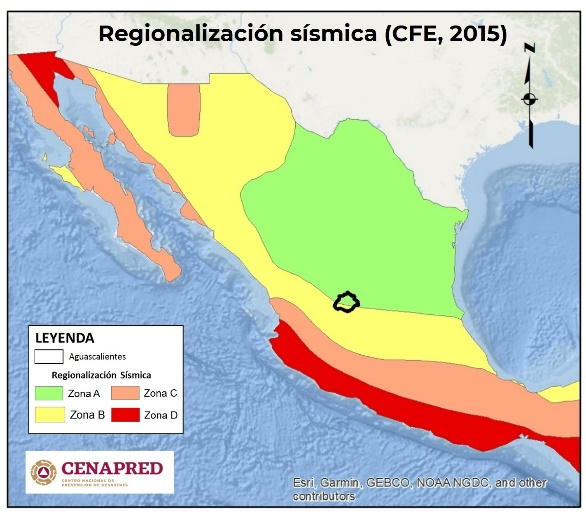 Regionalización sísmica (CFE, 2015)
N
LEYENDA
Aguascalientes
Regionalización Sísmica
Zona A
Zona C
Zona B
Zona D
CENAPRED
CENTRO NACIONAL DE
PREVENCIÓN DE DESASTRES
Esri, Garmin, GEBCO, NOAA NGDC, and other
contributors